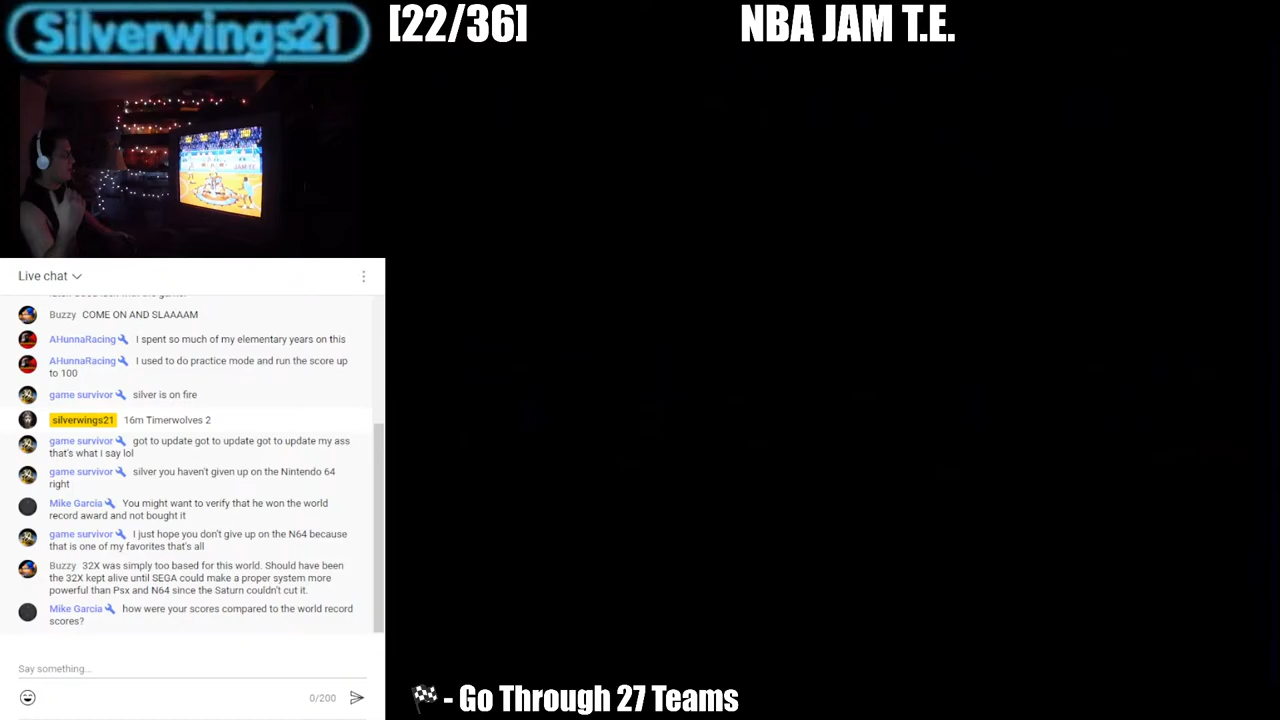 Silverwings21
[22/36]
NBA JAM T.E.
Live chat
Buzzy COME ON AND SLAAAAM
AHunnaRacing I spent so much of my elementary years on this
AHunnaRacing I used to do practice mode and run the score up
to 100
game survivor silver is on fire
silverwings21 16m Timerwolves 2
game survivor got to update got to update got to update my ass
that's what I say lol
game survivor silver you haven't given up on the Nintendo 64
right
Mike Garcia You might want to verify that he won the world
record award and not bought it
game survivor I just hope you don't give up on the N64 because
that is one of my favorites that's all
Buzzy 32X was simply too based for this world. Should have been
the 32X kept alive until SEGA could make a proper system more
powerful than Psx and N64 since the Saturn couldn't cut it.
Mike Garcia how were your scores compared to the world record
scores?
Say something...
0/200
- Go Through 27 Teams